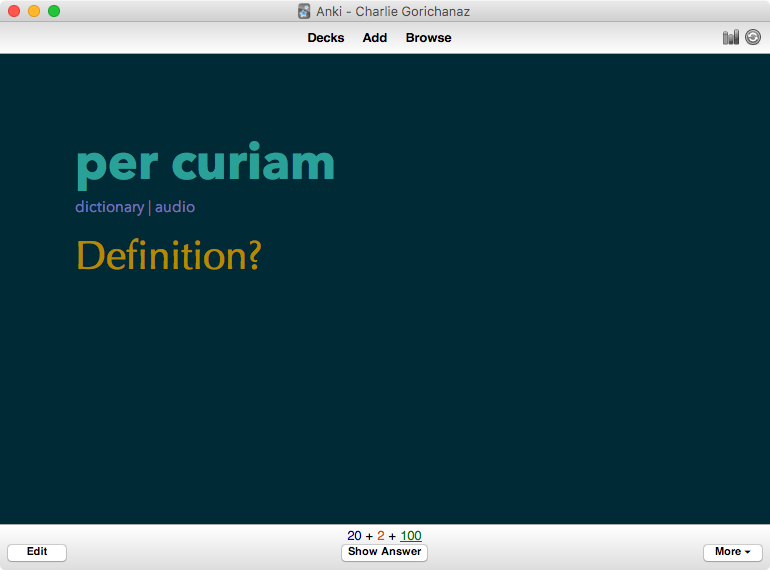 Anki - Charlie Gorichanaz
Decks Add Browse
per curiam
dictionary | audio
Definition?
20 + 2 + 100
Edit Show Answer More